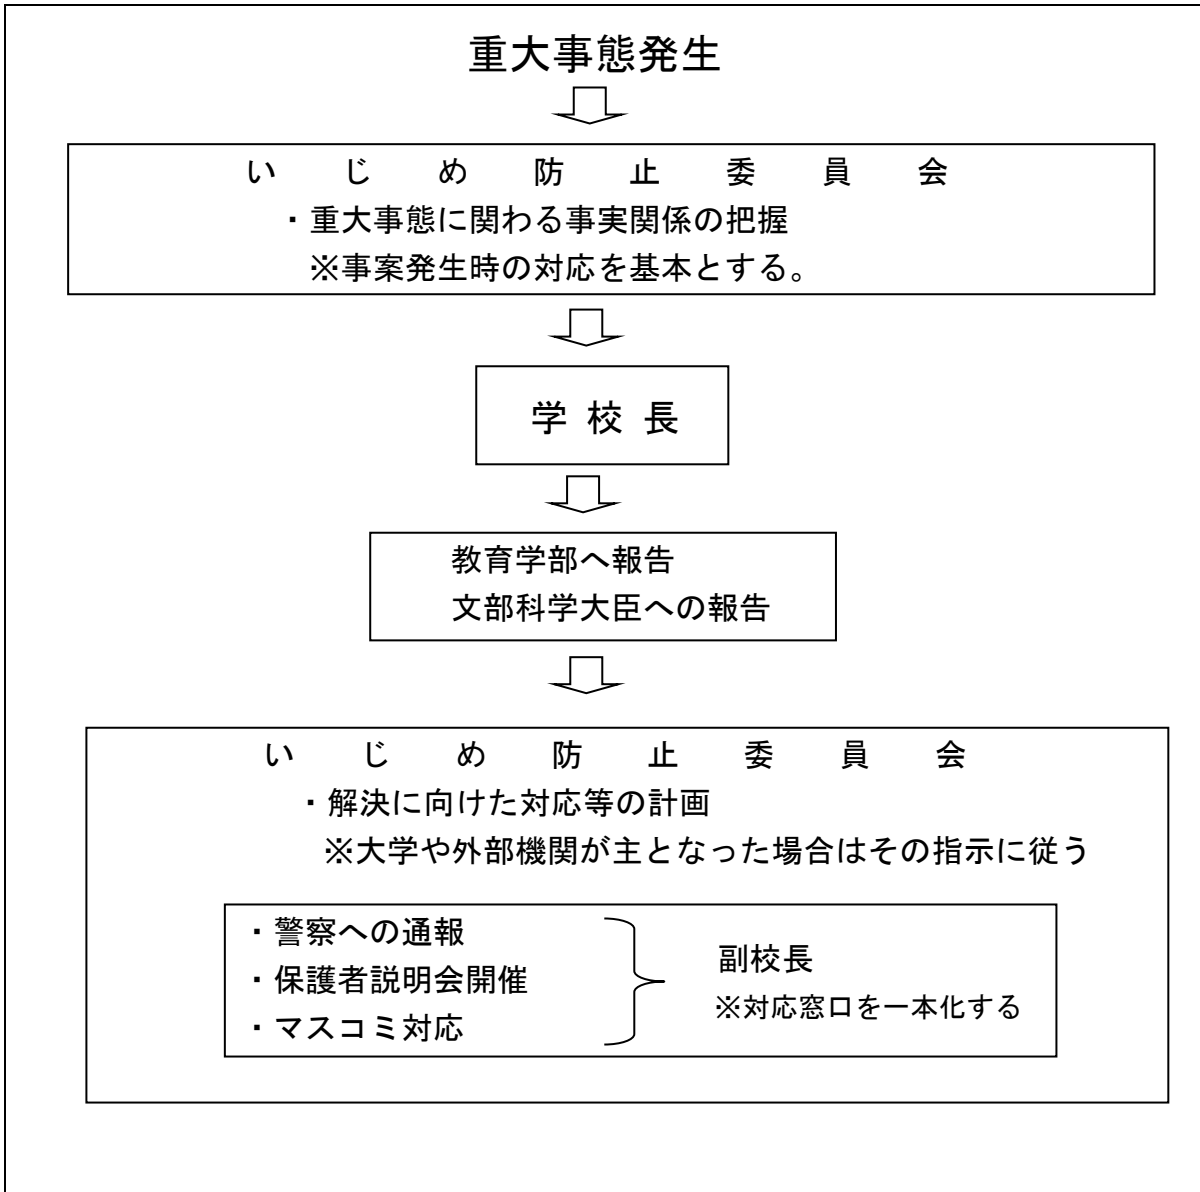 重大事態発生
いじめ防止委員会
・重大事態に関わる事実関係の把握
※事案発生時の対応を基本とする。
学校長
教育学部へ報告
文部科学大臣への報告
いじめ防止委員会
・解決に向けた対応等の計画
※大学や外部機関が主となった場合はその指示に従う
・警察への通報
・保護者説明会開催
・マスコミ対応
副校長
※対応窓口を一本化する